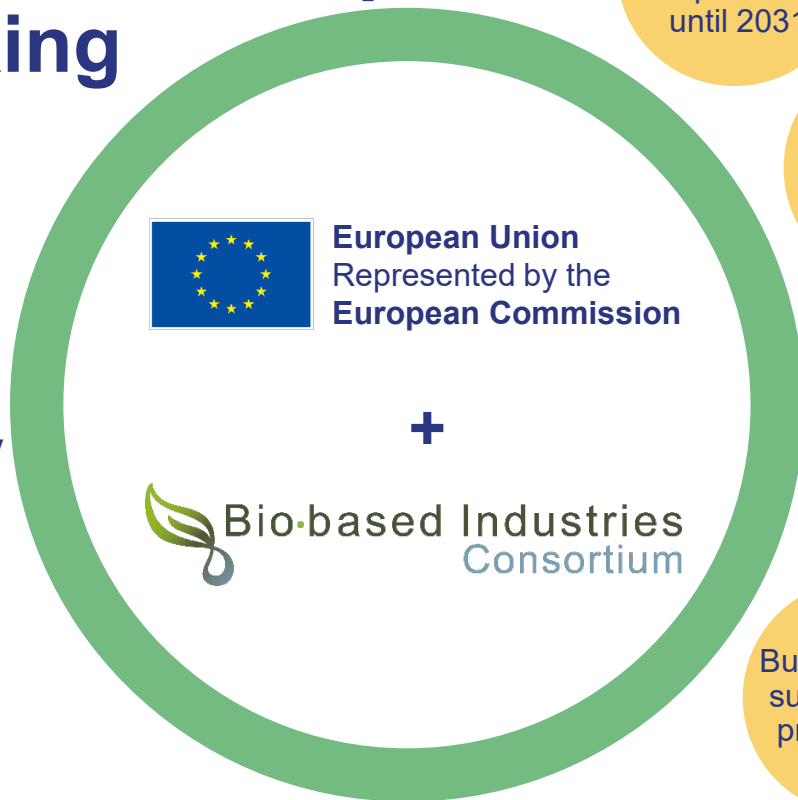 ing
until 2031
European Union
Represented by the
European Commission
+
Bio·based Industries
Consortium